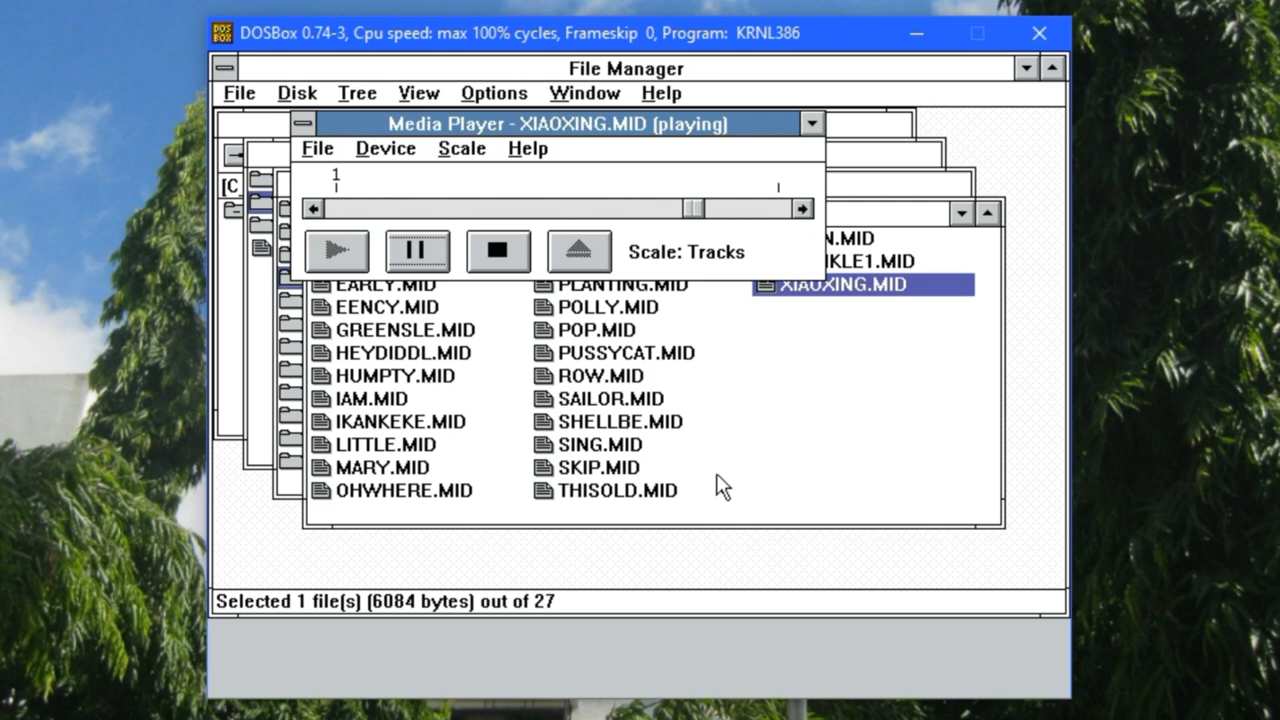 DOSBox 0.74-3, Cpu speed: max 100% cycles, Frameskip 0, Program: KRNL386
File Manager
File Disk Tree View Options Window Help
Media Player - XIAOXING.MID (playing)
File Device Scale Help
1
[C
Scale: Tracks
N.MID
KLE1.MID
EARLY.MID PLANTING.MID XIAOXING.MID
EENCY.MID POLLY.MID
GREENSLE.MID POP.MID
HEYDIDDL.MID PUSSYCAT.MID
HUMPTY.MID ROW.MID
IAM.MID SAILOR.MID
IKANKEKE.MID SHELLBE.MID
LITTLE.MID SING.MID
MARY.MID SKIP.MID
OHWHERE.MID THISOLD.MID
Selected 1 file(s) (6084 bytes) out of 27